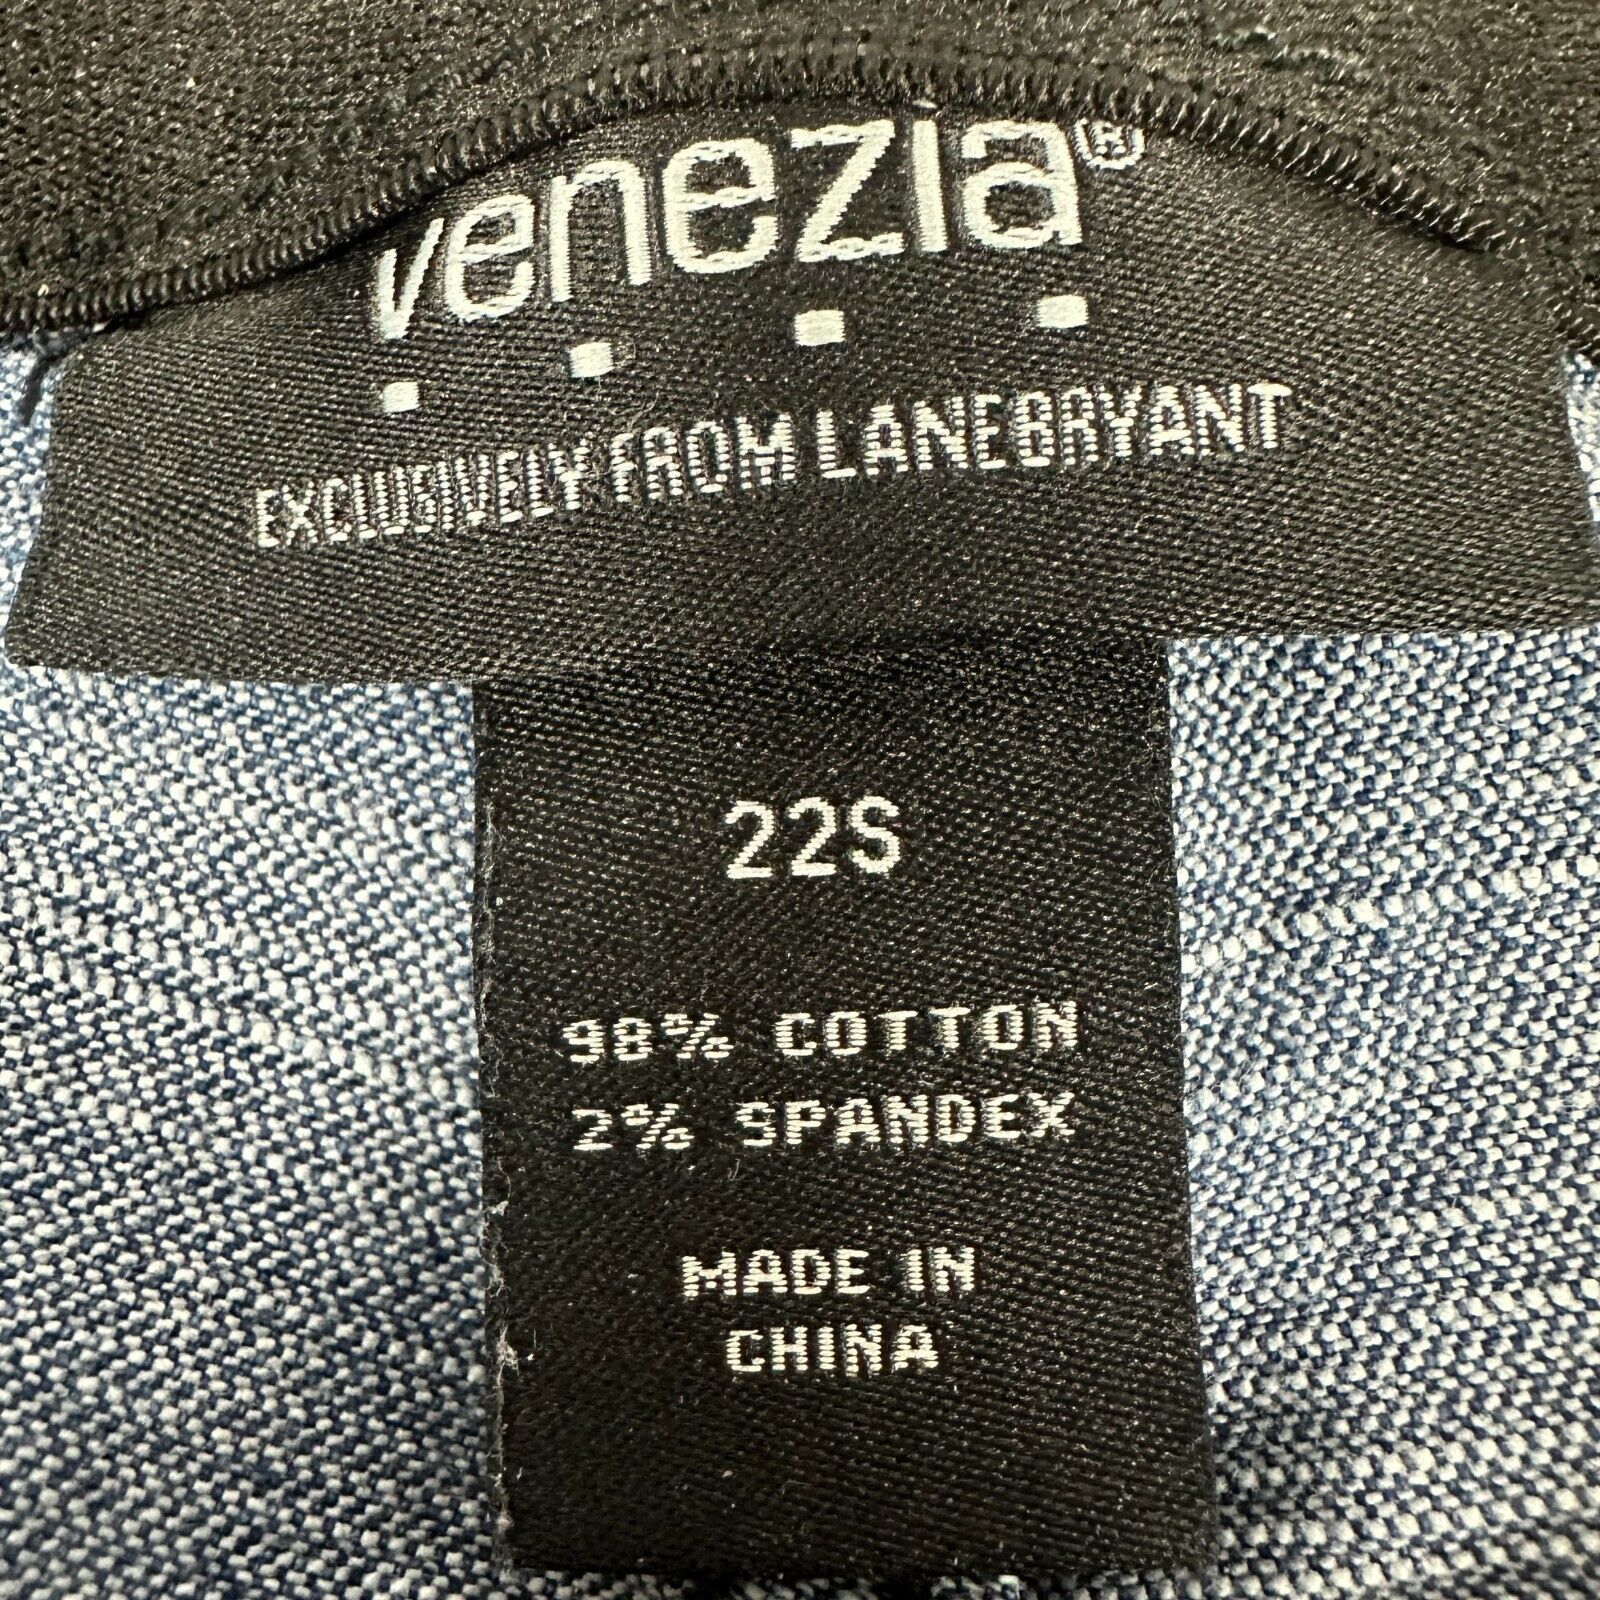 venezia®
EXCLUSIVELY FROM LANEBRYANT
22S
98% COTTON
2% SPANDEX
MADE IN
CHINA